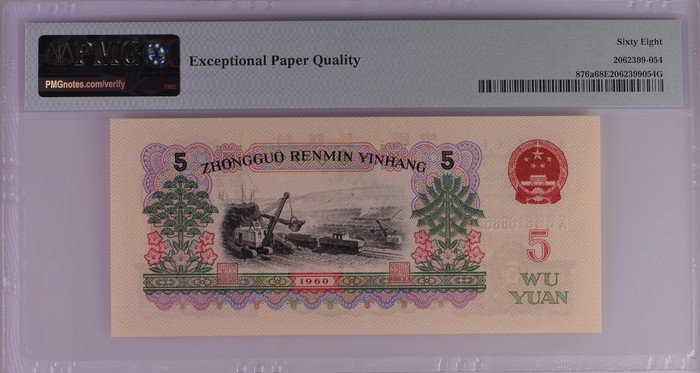 PMG
PMGnotes.com/verify
Exceptional Paper Quality
Sixty Eight
2062399-054
876a68E2062399054G
5
ZHONGGUO RENMIN YINHANG
5
5
WU
YUAN
1960